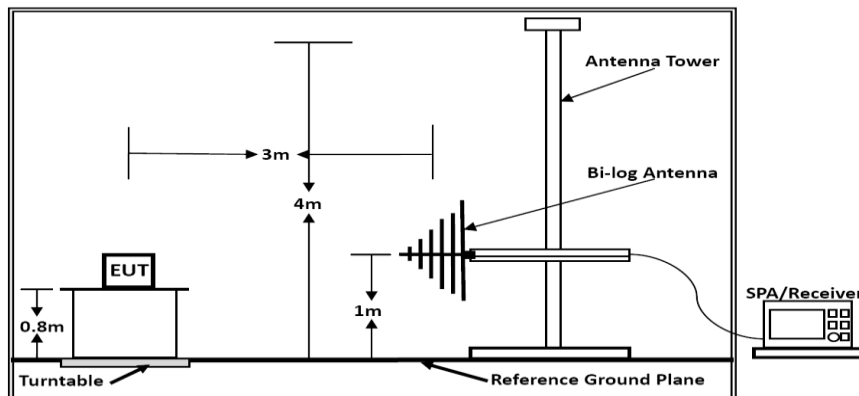 Antenna Tower
3m
Bi-log Antenna
4m
EUT
SPA/Receiver
0.8m
1m
Turntable
Reference Ground Plane